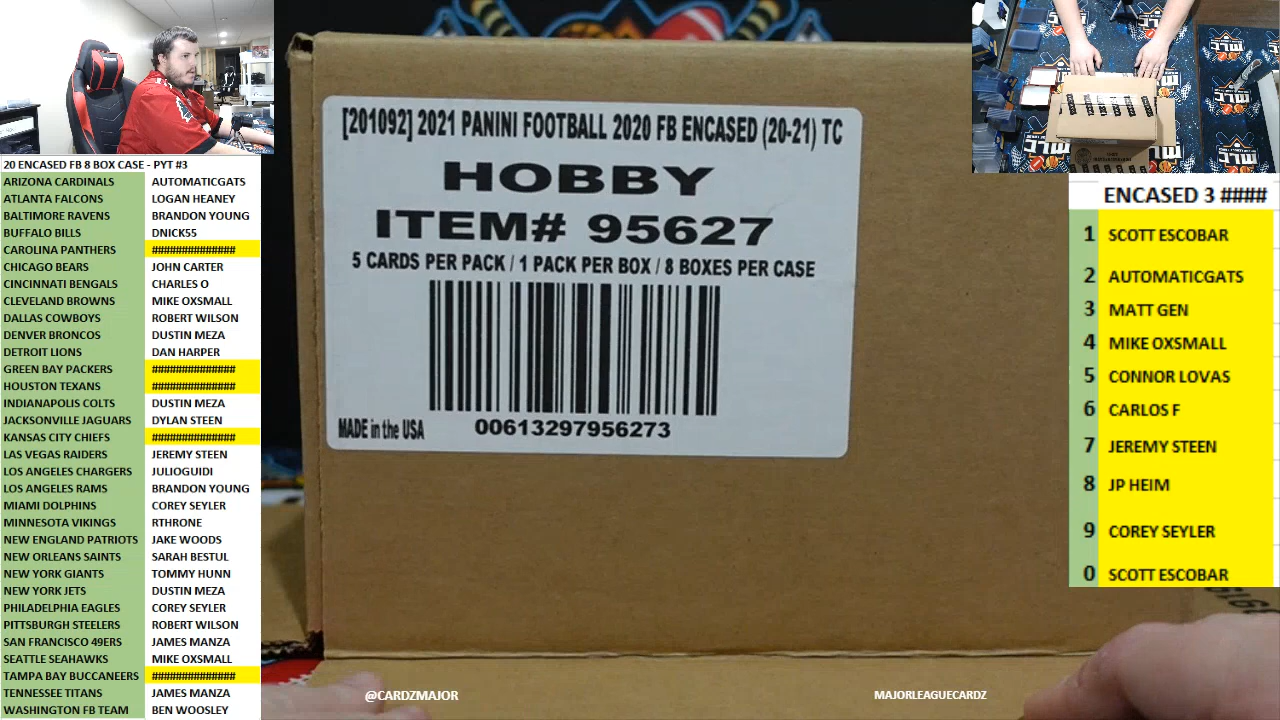 20 ENCASED FB 8 BOX CASE - PYT #3
ARIZONA CARDINALS AUTOMATICGATS
ATLANTA FALCONS LOGAN HEANEY
BALTIMORE RAVENS BRANDON YOUNG
BUFFALO BILLS DNICK55
CAROLINA PANTHERS ##############
CHICAGO BEARS JOHN CARTER
CINCINNATI BENGALS CHARLES O
CLEVELAND BROWNS MIKE OXSMALL
DALLAS COWBOYS ROBERT WILSON
DENVER BRONCOS DUSTIN MEZA
DETROIT LIONS DAN HARPER
GREEN BAY PACKERS ##############
HOUSTON TEXANS ##############
INDIANAPOLIS COLTS DUSTIN MEZA
JACKSONVILLE JAGUARS DYLAN STEEN
KANSAS CITY CHIEFS ##############
LAS VEGAS RAIDERS JEREMY STEEN
LOS ANGELES CHARGERS JULIOGUIDI
LOS ANGELES RAMS BRANDON YOUNG
MIAMI DOLPHINS COREY SEYLER
MINNESOTA VIKINGS RTHRONE
NEW ENGLAND PATRIOTS JAKE WOODS
NEW ORLEANS SAINTS SARAH BESTUL
NEW YORK GIANTS TOMMY HUNN
NEW YORK JETS DUSTIN MEZA
PHILADELPHIA EAGLES COREY SEYLER
PITTSBURGH STEELERS ROBERT WILSON
SAN FRANCISCO 49ERS JAMES MANZA
SEATTLE SEAHAWKS MIKE OXSMALL
TAMPA BAY BUCCANEERS ##############
TENNESSEE TITANS JAMES MANZA
WASHINGTON FB TEAM BEN WOOSLEY
[201092] 2021 PANINI FOOTBALL 2020 FB ENCASED (20-21) TC
HOBBY
ITEM# 95627
5 CARDS PER PACK / 1 PACK PER BOX / 8 BOXES PER CASE
MADE in the USA
00613297956273
@CARDZMAJOR
MAJORLEAGUECARDZ
ENCASED 3 ####
1 SCOTT ESCOBAR
2 AUTOMATICGATS
3 MATT GEN
4 MIKE OXSMALL
5 CONNOR LOVAS
6 CARLOS F
7 JEREMY STEEN
8 JP HEIM
9 COREY SEYLER
0 SCOTT ESCOBAR